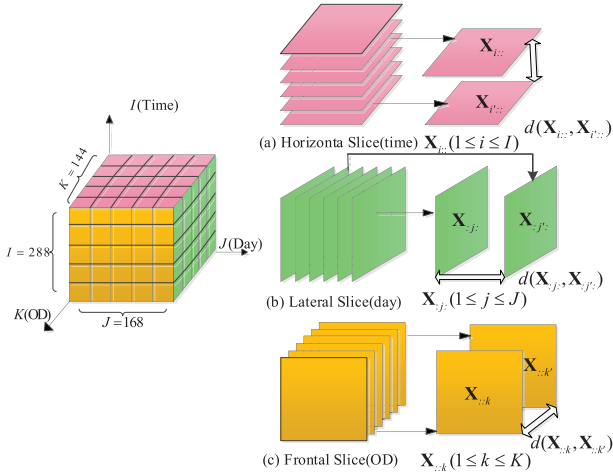 I(Time)
K = 144
I = 288
J(Day)
K(OD)
J=168
X_{i::}
X_{i'::}
d(X_{i::}, X_{i'::})
(a) Horizonta Slice(time) X_{i::}(1 ≤ i ≤ I)
X_{:j:}
X_{:j':}
d(X_{:j:}, X_{:j':})
(b) Lateral Slice(day) X_{:j:}(1 ≤ j ≤ J)
X_{::k'}
X_{::k}
d(X_{::k}, X_{::k'})
(c) Frontal Slice(OD) X_{::k}(1 ≤ k ≤ K)